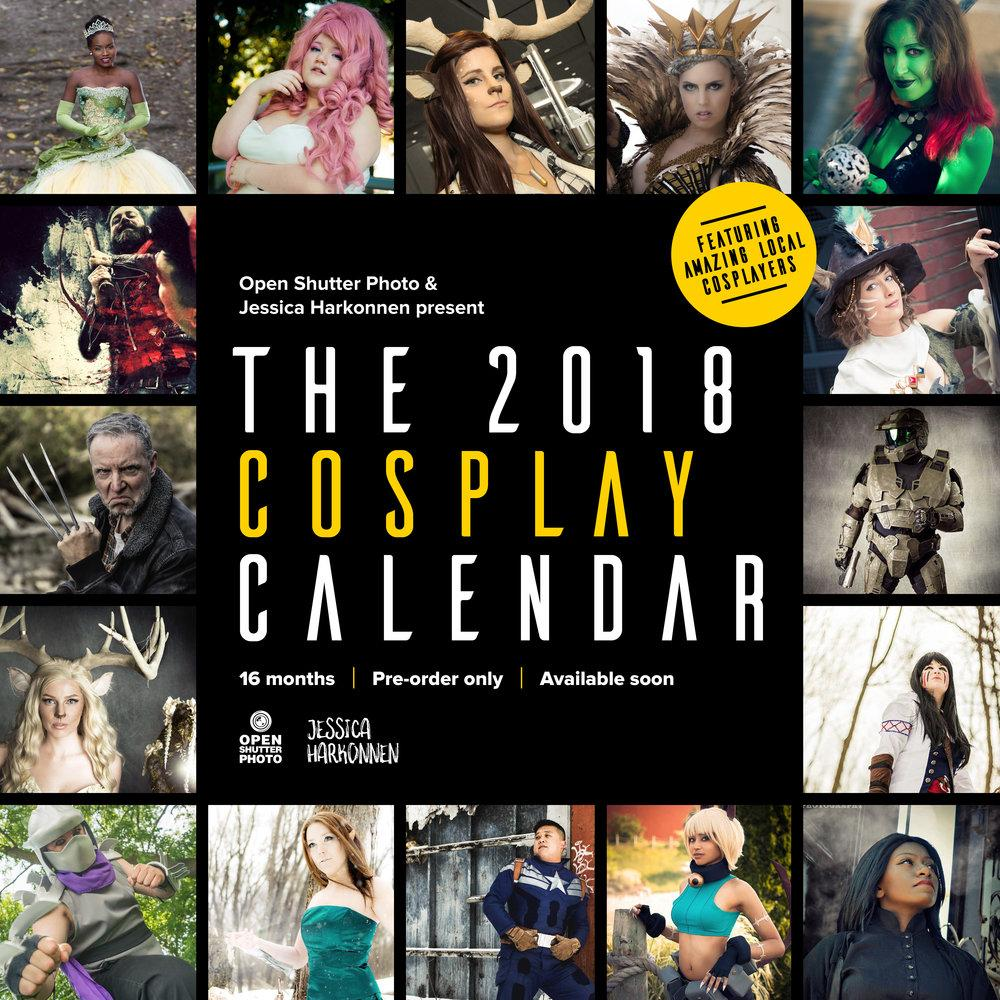 FEATURING
AMAZING LOCAL
COSPLAYERS
Open Shutter Photo &
Jessica Harkonnen present
THE 2018
COSPLAY
CALENDAR
16 months | Pre-order only | Available soon
OPEN
SHUTTER
PHOTO
JESSICA
HARKONNEN
PHOTOGRAPHY